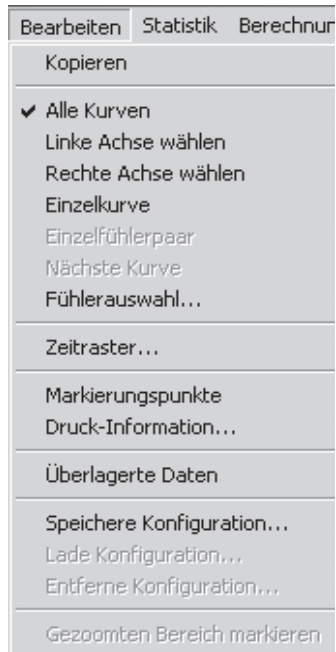 Bearbeiten Statistik
Kopieren
Alle Kurven
Linke Achse wählen
Rechte Achse wählen
Einzelkurve
Einzelfühlerpaar
Nächste Kurve
Fühlerauswahl...
Zeitraster...
Markierungspunkte
Druck-Information...
Überlagerte Daten
Speichere Konfiguration...
Lade Konfiguration...
Entferne Konfiguration...
Gezoomten Bereich markieren